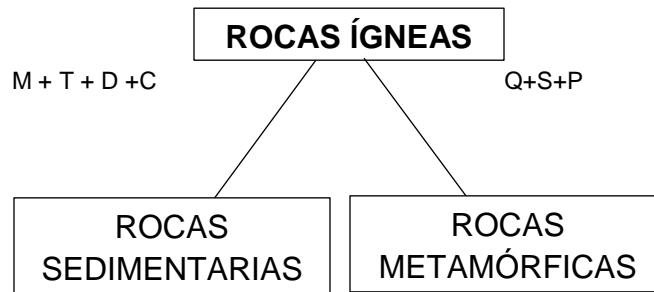 ROCAS ÍGNEAS
M + T + D +C
Q+S+P
ROCAS
SEDIMENTARIAS
ROCAS
METAMÓRFICAS